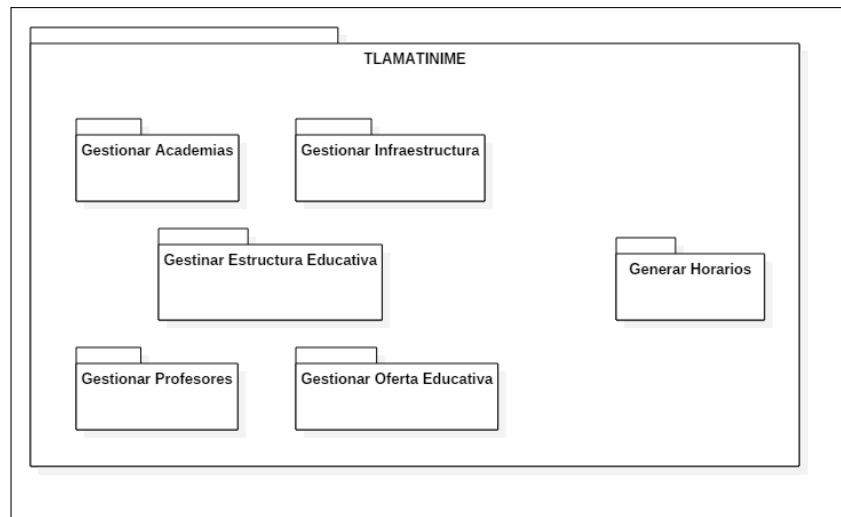 TLAMATINIME
Gestionar Academias
Gestionar Infraestructura
Gestinar Estructura Educativa
Generar Horarios
Gestionar Profesores
Gestionar Oferta Educativa